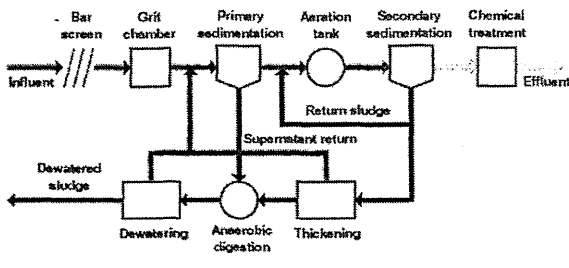 Bar
screen
Grit
chamber
Primary
sedimentation
Aeration
tank
Secondary
sedimentation
Chemical
treatment
Influent
Effluent
Return sludge
Supernatant return
Dewatered
sludge
Dewatering
Anaerobic
digestion
Thickening